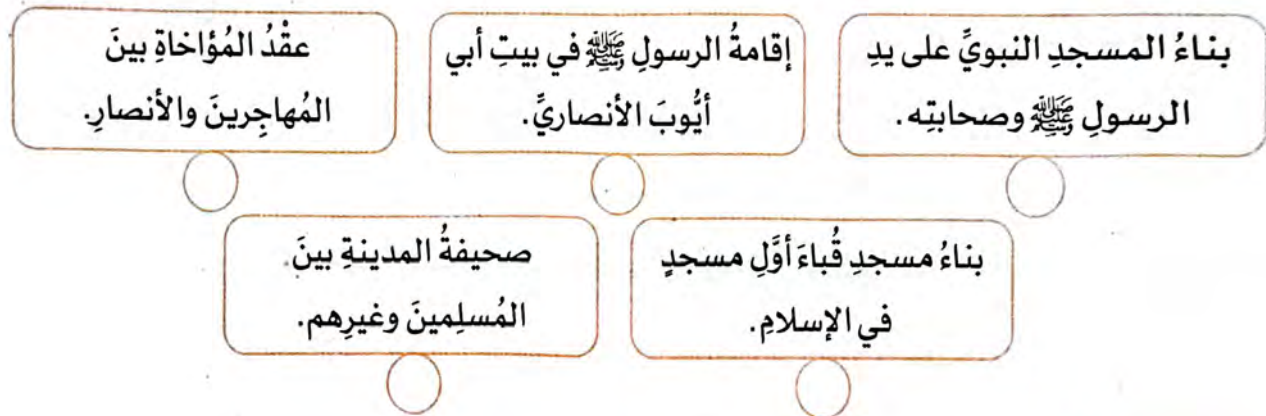 بناءُ المسجدِ النبويِّ على يدِ
الرسولِ ﷺ وصحابتِه.
إقامةُ الرسولِ ﷺ في بيتِ أبي
أيُّوبَ الأنصاريِّ.
عقْدُ المُؤاخاةِ بينَ
المُهاجِرينَ والأنصارِ.
بناءُ مسجدِ قُباءَ أوَّلِ مسجدٍ
في الإسلامِ.
صحيفةُ المدينةِ بينَ
المُسلِمينَ وغيرِهم.